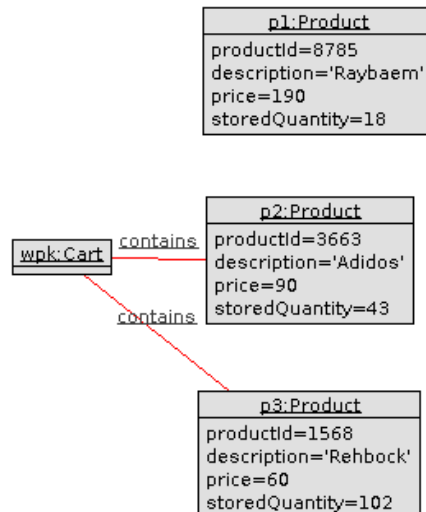 p1:Product
productId=8785
description='Raybaem'
price=190
storedQuantity=18
p2:Product
productId=3663
description='Adidos'
price=90
storedQuantity=43
wpk:Cart
contains
contains
p3:Product
productId=1568
description='Rehbock'
price=60
storedQuantity=102